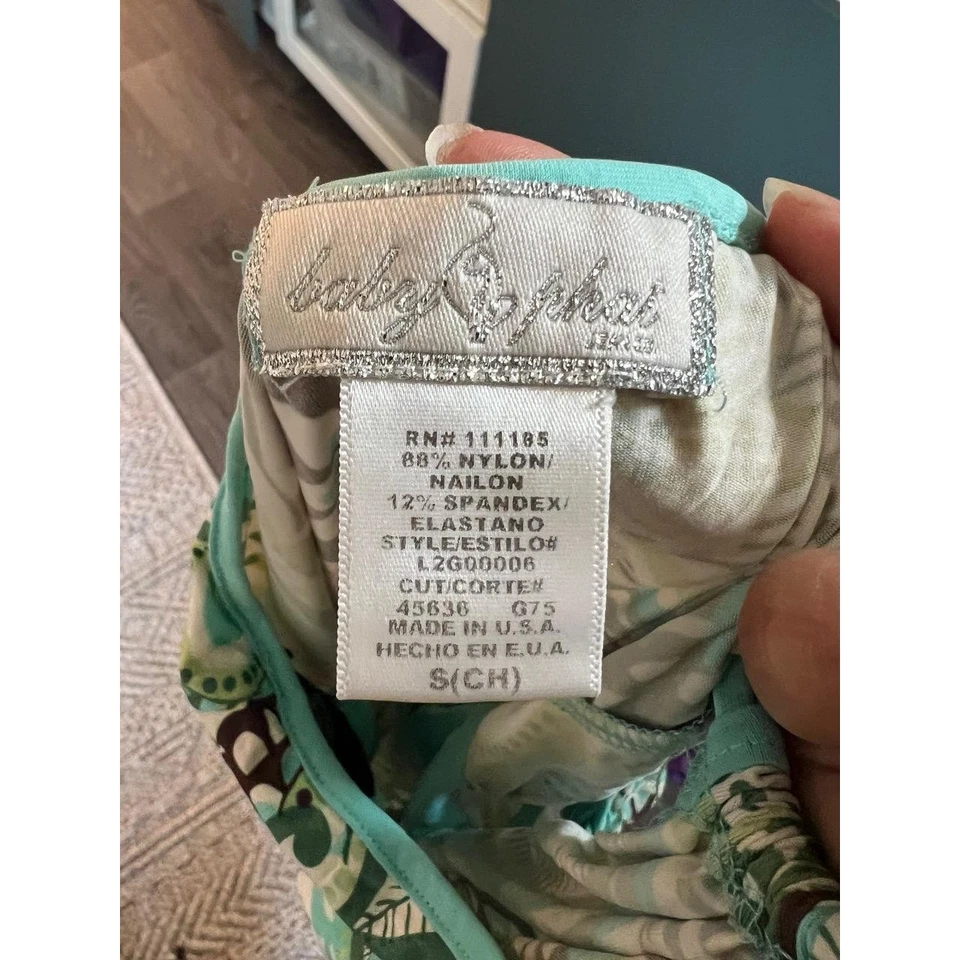 baby phat
RN# 111185
88% NYLON/
NAILON
12% SPANDEX/
ELASTANO
STYLE/ESTILO#
L2G00006
CUT/CORTE#
45636 G75
MADE IN U.S.A.
HECHO EN E.U.A.
S(CH)